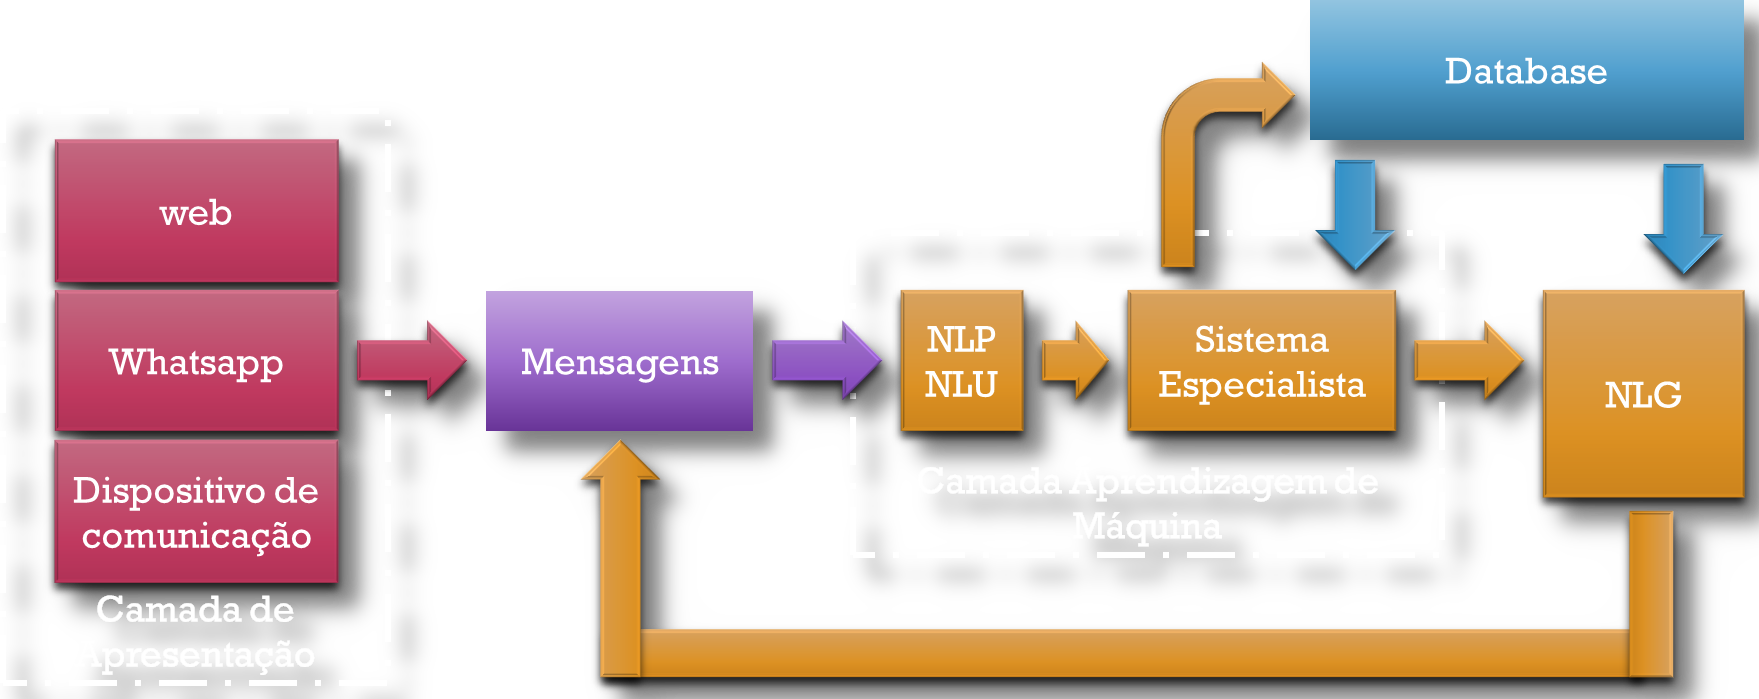 Database
web
Whatsapp
Dispositivo de
comunicação
Camada de
Apresentação
Mensagens
NLP
NLU
Sistema
Especialista
NLG
Camada Aprendizagem de
Máquina